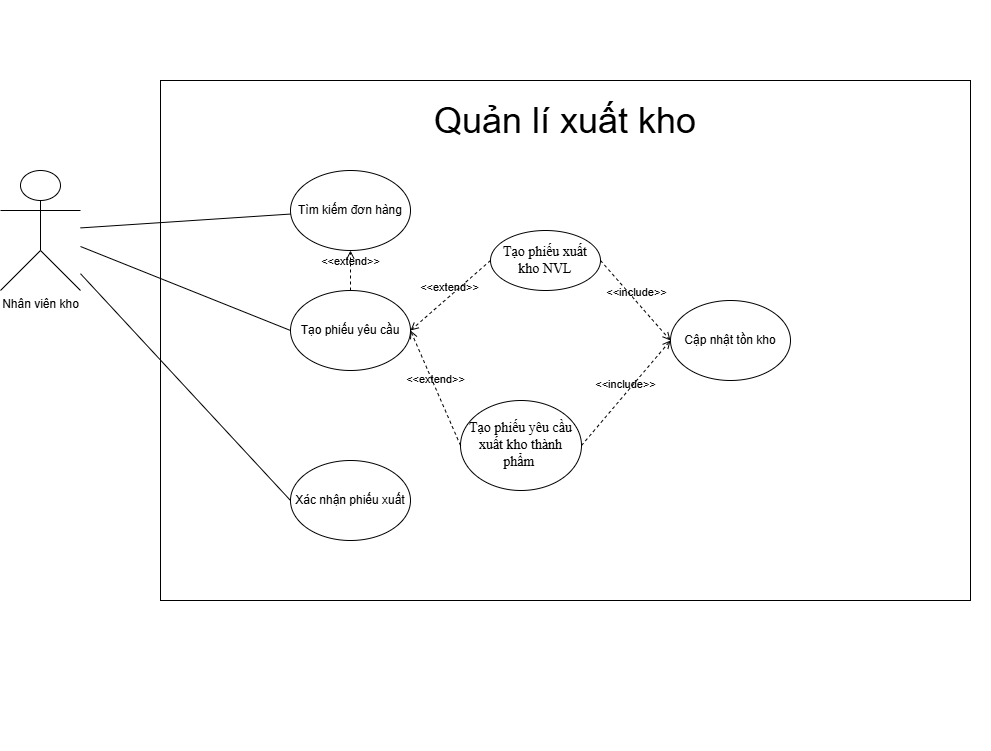 Quản lí xuất kho
Tìm kiếm đơn hàng
<<extend>>
Tạo phiếu xuất
kho NVL
<<extend>>
<<include>>
Nhân viên kho
Tạo phiếu yêu cầu
Cập nhật tồn kho
<<extend>>
<<include>>
Tạo phiếu yêu cầu
xuất kho thành
phẩm
Xác nhận phiếu xuất